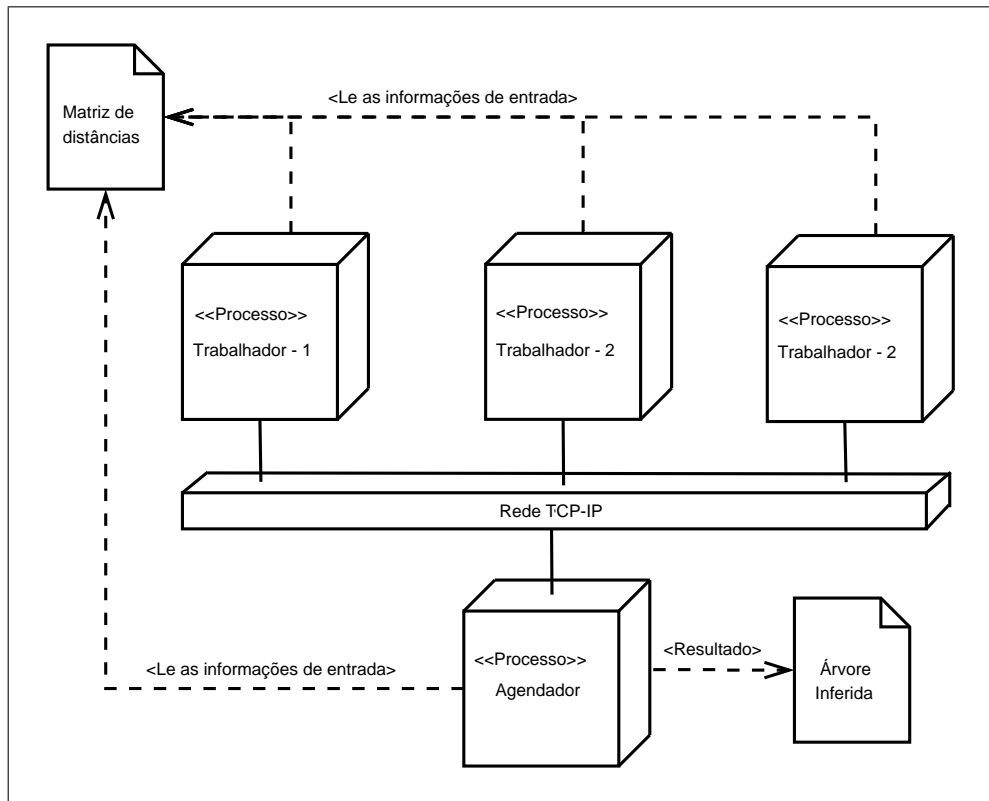 <Le as informações de entrada>
Matriz de
distâncias
<<Processo>>
Trabalhador - 1
<<Processo>>
Trabalhador - 2
<<Processo>>
Trabalhador - 2
Rede TCP-IP
<Le as informações de entrada>
<<Processo>>
Agendador
<Resultado>
Árvore
Inferida